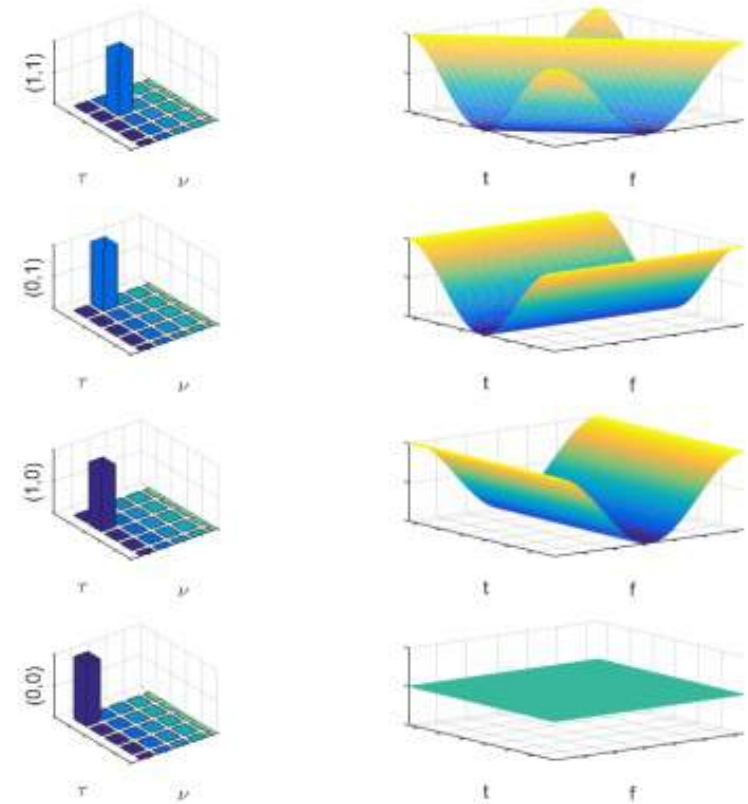 (1,1)
τ ν t f
(0,1)
τ ν t f
(1,0)
τ ν t f
(0,0)
τ ν t f